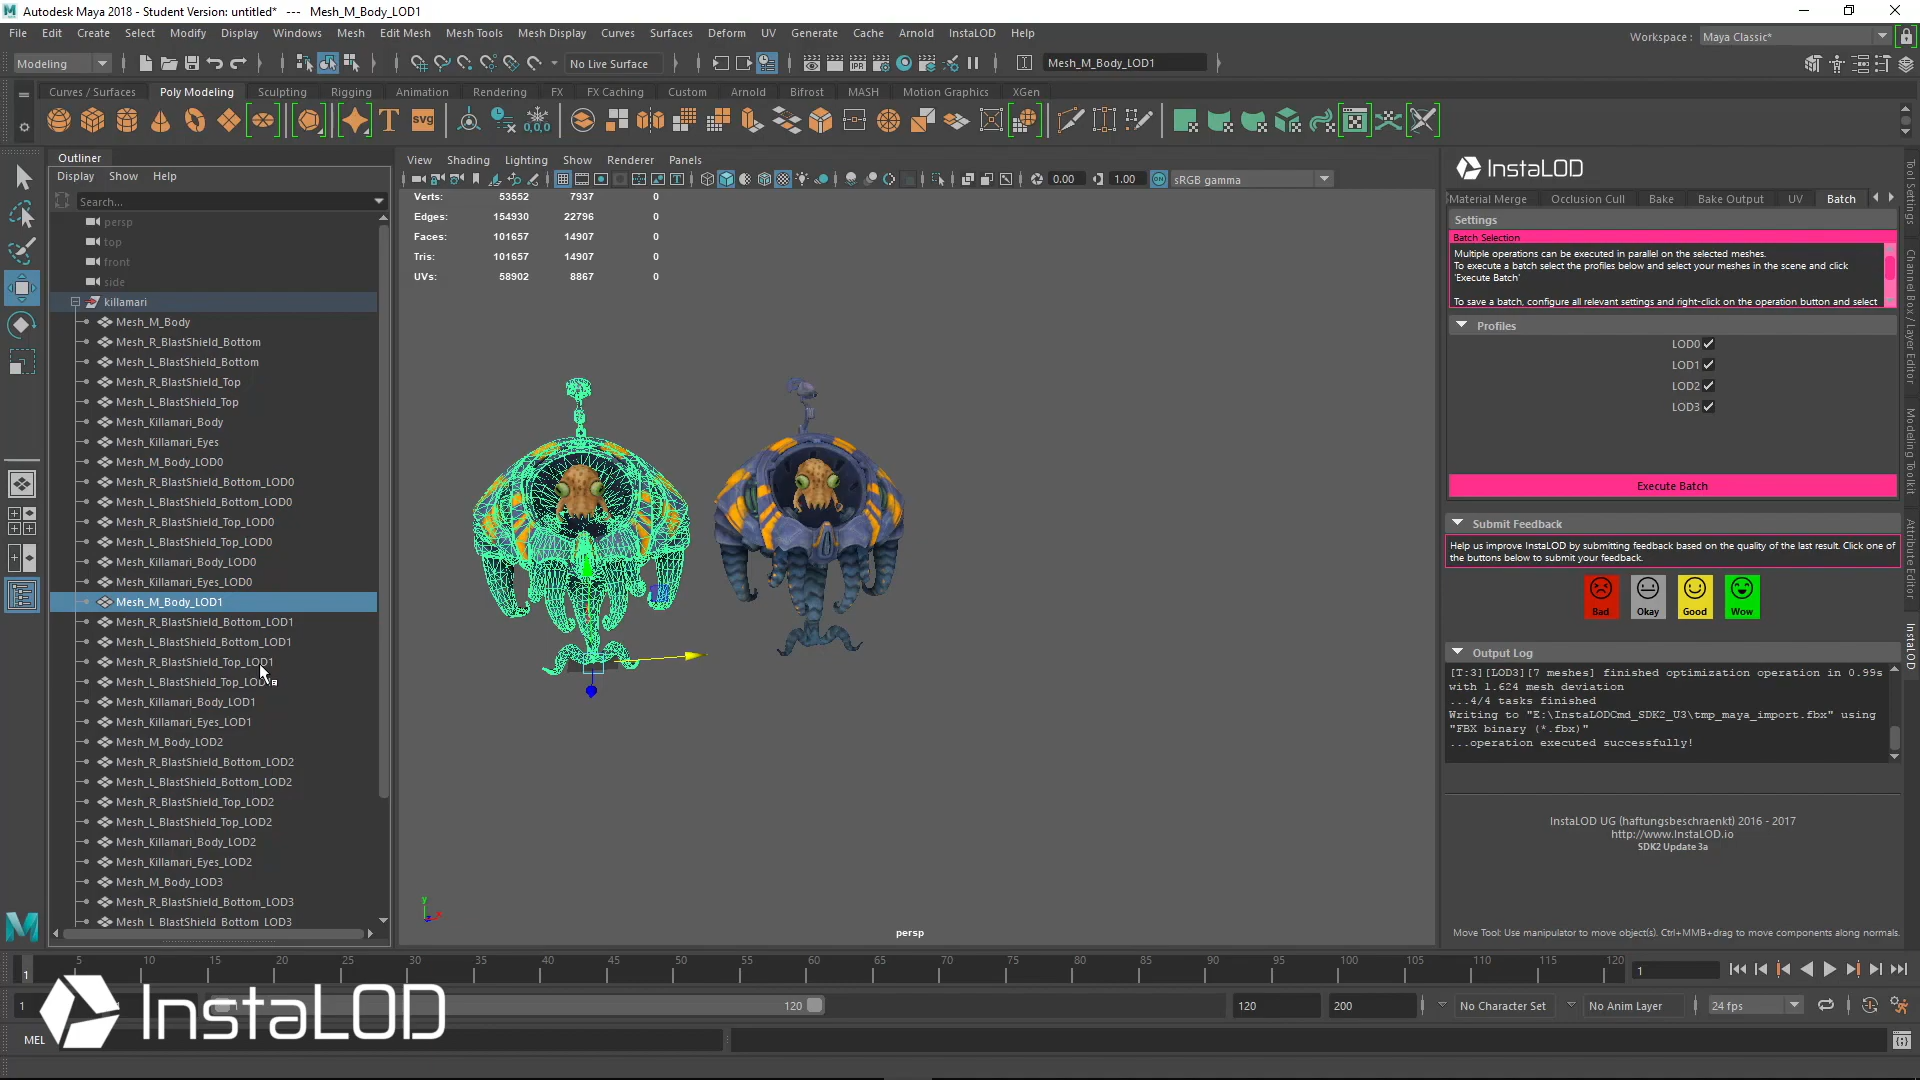 Autodesk Maya 2018 - Student Version: untitled* --- Mesh_M_Body_LOD1
File Edit Create Select Modify Display Windows Mesh Edit Mesh Mesh Tools Mesh Display Curves Surfaces Deform UV Generate Cache Arnold InstaLOD Help
Workspace : Maya Classic*
Modeling
No Live Surface
Mesh_M_Body_LOD1
Curves / Surfaces Poly Modeling Sculpting Rigging Animation Rendering FX FX Caching Custom Arnold Bifrost MASH Motion Graphics XGen
Outliner
Display Show Help
Search...
persp
top
front
side
killamari
Mesh_M_Body
Mesh_R_BlastShield_Bottom
Mesh_L_BlastShield_Bottom
Mesh_R_BlastShield_Top
Mesh_L_BlastShield_Top
Mesh_Killamari_Body
Mesh_Killamari_Eyes
Mesh_M_Body_LOD0
Mesh_R_BlastShield_Bottom_LOD0
Mesh_L_BlastShield_Bottom_LOD0
Mesh_R_BlastShield_Top_LOD0
Mesh_L_BlastShield_Top_LOD0
Mesh_Killamari_Body_LOD0
Mesh_Killamari_Eyes_LOD0
Mesh_M_Body_LOD1
Mesh_R_BlastShield_Bottom_LOD1
Mesh_L_BlastShield_Bottom_LOD1
Mesh_R_BlastShield_Top_LOD1
Mesh_L_BlastShield_Top_LOD
Mesh_Killamari_Body_LOD1
Mesh_Killamari_Eyes_LOD1
Mesh_M_Body_LOD2
Mesh_R_BlastShield_Bottom_LOD2
Mesh_L_BlastShield_Bottom_LOD2
Mesh_R_BlastShield_Top_LOD2
Mesh_L_BlastShield_Top_LOD2
Mesh_Killamari_Body_LOD2
Mesh_Killamari_Eyes_LOD2
Mesh_M_Body_LOD3
Mesh_R_BlastShield_Bottom_LOD3
Mesh_L_BlastShield_Bottom_LOD3
View Shading Lighting Show Renderer Panels
0.00 1.00 sRGB gamma
Verts: 53552 7937 0
Edges: 154930 22796 0
Faces: 101657 14907 0
Tris: 101657 14907 0
UVs: 58902 8867 0
persp
InstaLOD
Material Merge Occlusion Cull Bake Bake Output UV Batch
Settings
Batch Selection
Multiple operations can be executed in parallel on the selected meshes.
To execute a batch select the profiles below and select your meshes in the scene and click
'Execute Batch'
To save a batch, configure all relevant settings and right-click on the operation button and select
Profiles
LOD0
LOD1
LOD2
LOD3
Execute Batch
Submit Feedback
Help us improve InstaLOD by submitting feedback based on the quality of the last result. Click one of
the buttons below to submit your feedback.
Bad Okay Good Wow
Output Log
[T:3][LOD3][7 meshes] finished optimization operation in 0.99s
with 1.624 mesh deviation
...4/4 tasks finished
Writing to "E:\InstaLODCmd_SDK2_U3\tmp_maya_import.fbx" using
"FBX binary (*.fbx)"
...operation executed successfully!
InstaLOD UG (haftungsbeschraenkt) 2016 - 2017
http://www.InstaLOD.io
SDK2 Update 3a
Move Tool: Use manipulator to move object(s). Ctrl+MMB+drag to move components along normals.
Tool Settings
Channel Box / Layer Editor
Modeling Toolkit
Attribute Editor
InstaLOD
1 5 10 15 20 25 30 35 40 45 50 55 60 65 70 75 80 85 90 95 100 105 110 115 120
1
1 120 120 200 No Character Set No Anim Layer 24 fps
InstaLOD
MEL